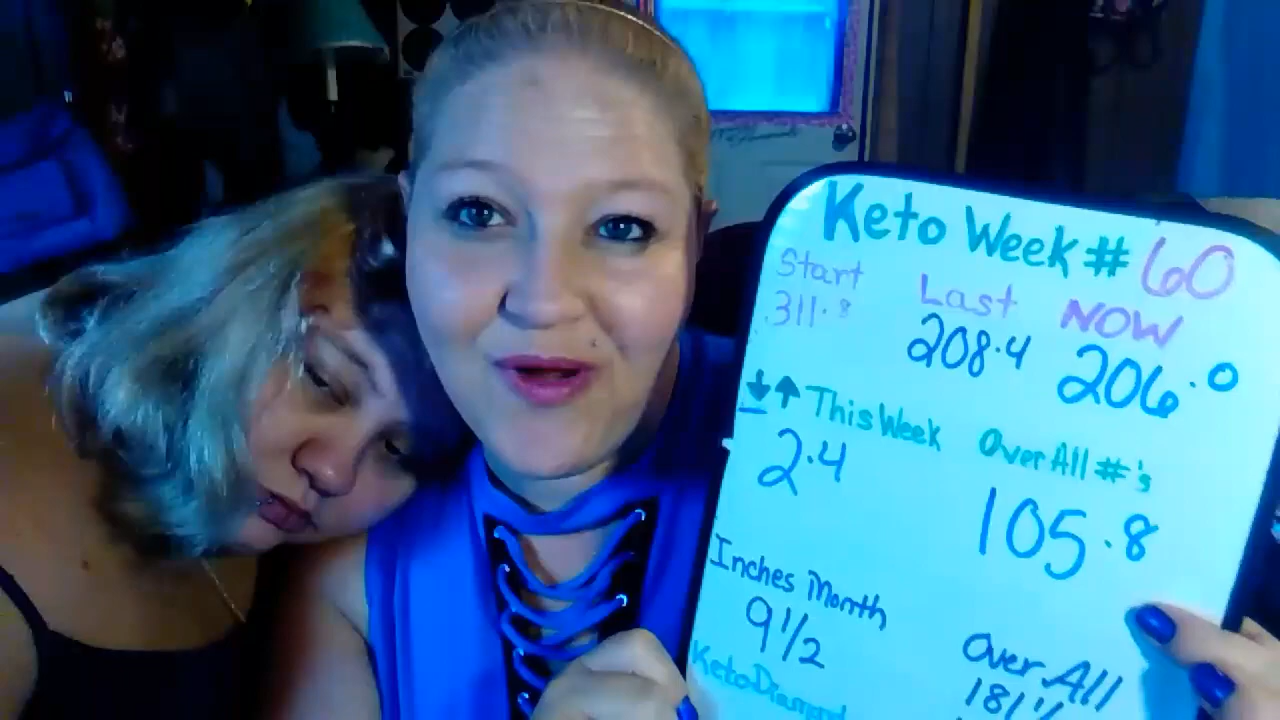 Keto Week # 60
Start Last NOW
311.8 208.4 206.0
↓↑ This Week Over All #'s
2.4 105.8
Inches Month Over All
9 1/2
KetoDiamond